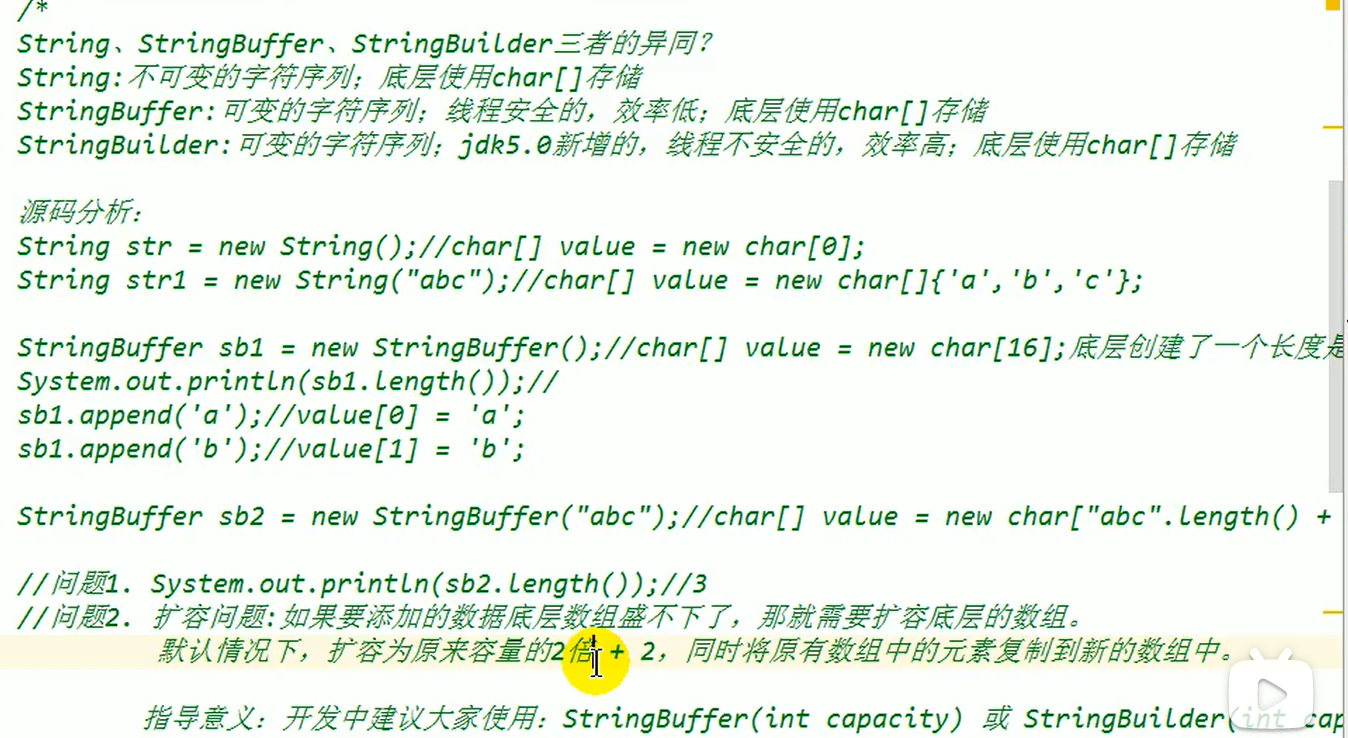 /*
String、StringBuffer、StringBuilder三者的异同？
String:不可变的字符序列；底层使用char[]存储
StringBuffer:可变的字符序列；线程安全的，效率低；底层使用char[]存储
StringBuilder:可变的字符序列；jdk5.0新增的，线程不安全的，效率高；底层使用char[]存储
源码分析：
String str = new String();//char[] value = new char[0];
String str1 = new String("abc");//char[] value = new char[]{'a','b','c'};
StringBuffer sb1 = new StringBuffer();//char[] value = new char[16];底层创建了一个长度是
System.out.println(sb1.length());//
sb1.append('a');//value[0] = 'a';
sb1.append('b');//value[1] = 'b';
StringBuffer sb2 = new StringBuffer("abc");//char[] value = new char["abc".length() +
//问题1. System.out.println(sb2.length());//3
//问题2. 扩容问题:如果要添加的数据底层数组盛不下了，那就需要扩容底层的数组。
默认情况下，扩容为原来容量的2倍 + 2，同时将原有数组中的元素复制到新的数组中。
指导意义：开发中建议大家使用：StringBuffer(int capacity) 或 StringBuilder(int cap